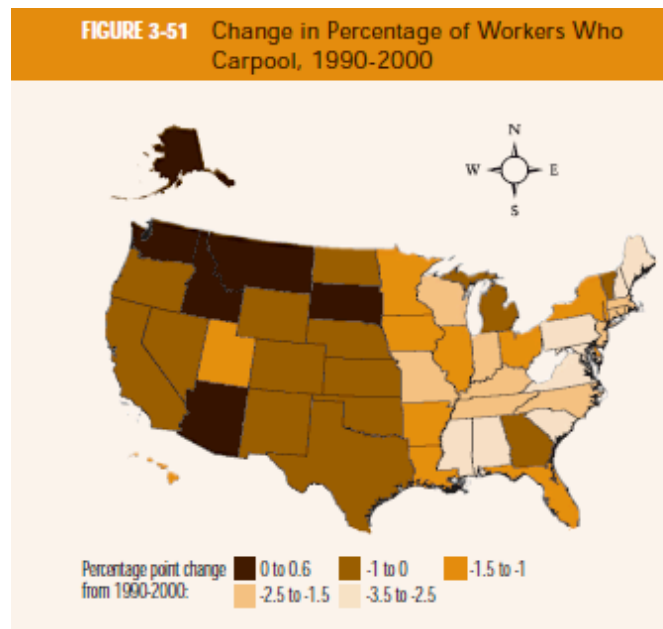 FIGURE 3-51 Change in Percentage of Workers Who
Carpool, 1990-2000
N
W E
S
Percentage point change 0 to 0.6 -1 to 0 -1.5 to -1
from 1990-2000: -2.5 to -1.5 -3.5 to -2.5